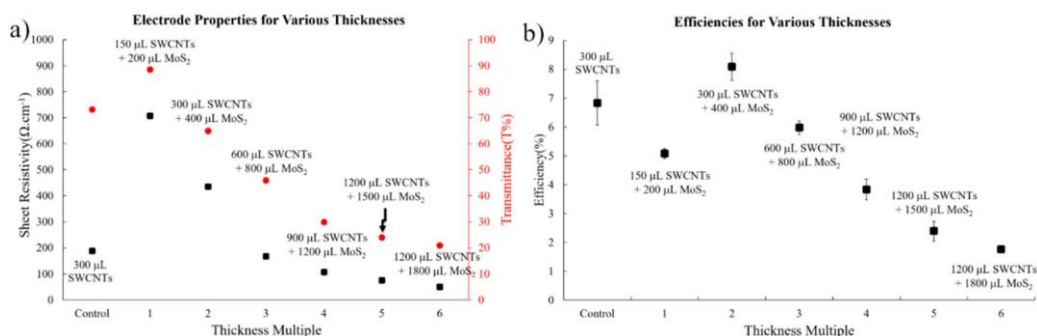 a)
Electrode Properties for Various Thicknesses
Sheet Resistivity(Ω.cm⁻¹)
1000
900
800
700
600
500
400
300
200
100
0
150 μL SWCNTs
+ 200 μL MoS₂
300 μL SWCNTs
+ 400 μL MoS₂
600 μL SWCNTs
+ 800 μL MoS₂
1200 μL SWCNTs
+ 1500 μL MoS₂
900 μL SWCNTs
+ 1200 μL MoS₂
1200 μL SWCNTs
+ 1800 μL MoS₂
300 μL
SWCNTs
100
90
80
70
60
50
40
30
20
10
0
Transmittance(T%)
Control 1 2 3 4 5 6
Thickness Multiple
b)
Efficiencies for Various Thicknesses
Efficiency(%)
9
8
7
6
5
4
3
2
1
0
300 μL
SWCNTs
300 μL SWCNTs
+ 400 μL MoS₂
900 μL SWCNTs
+ 1200 μL MoS₂
600 μL SWCNTs
+ 800 μL MoS₂
150 μL SWCNTs
+ 200 μL MoS₂
1200 μL SWCNTs
+ 1500 μL MoS₂
1200 μL SWCNTs
+ 1800 μL MoS₂
Control 1 2 3 4 5 6
Thickness Multiple